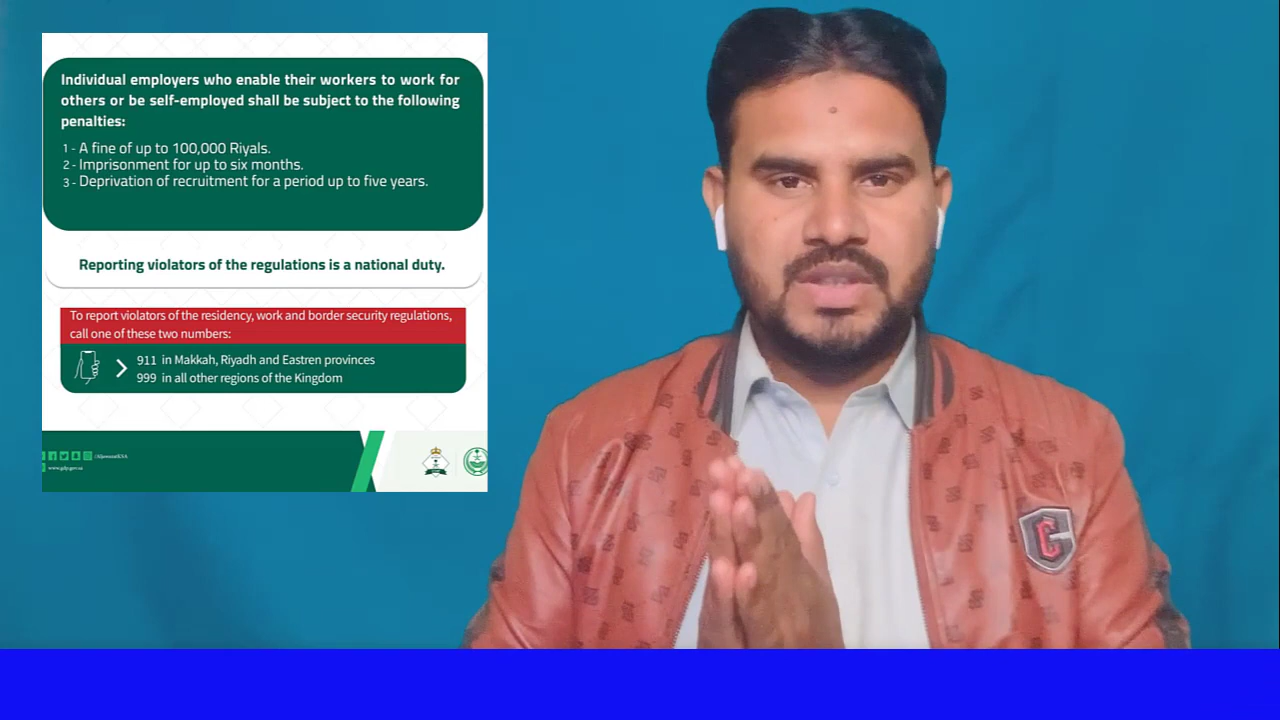 Individual employers who enable their workers to work for
others or be self-employed shall be subject to the following
penalties:
1 - A fine of up to 100,000 Riyals.
2 - Imprisonment for up to six months.
3 - Deprivation of recruitment for a period up to five years.
Reporting violators of the regulations is a national duty.
To report violators of the residency, work and border security regulations,
call one of these two numbers:
911 in Makkah, Riyadh and Eastren provinces
999 in all other regions of the Kingdom
www.gdp.gov.sa
C